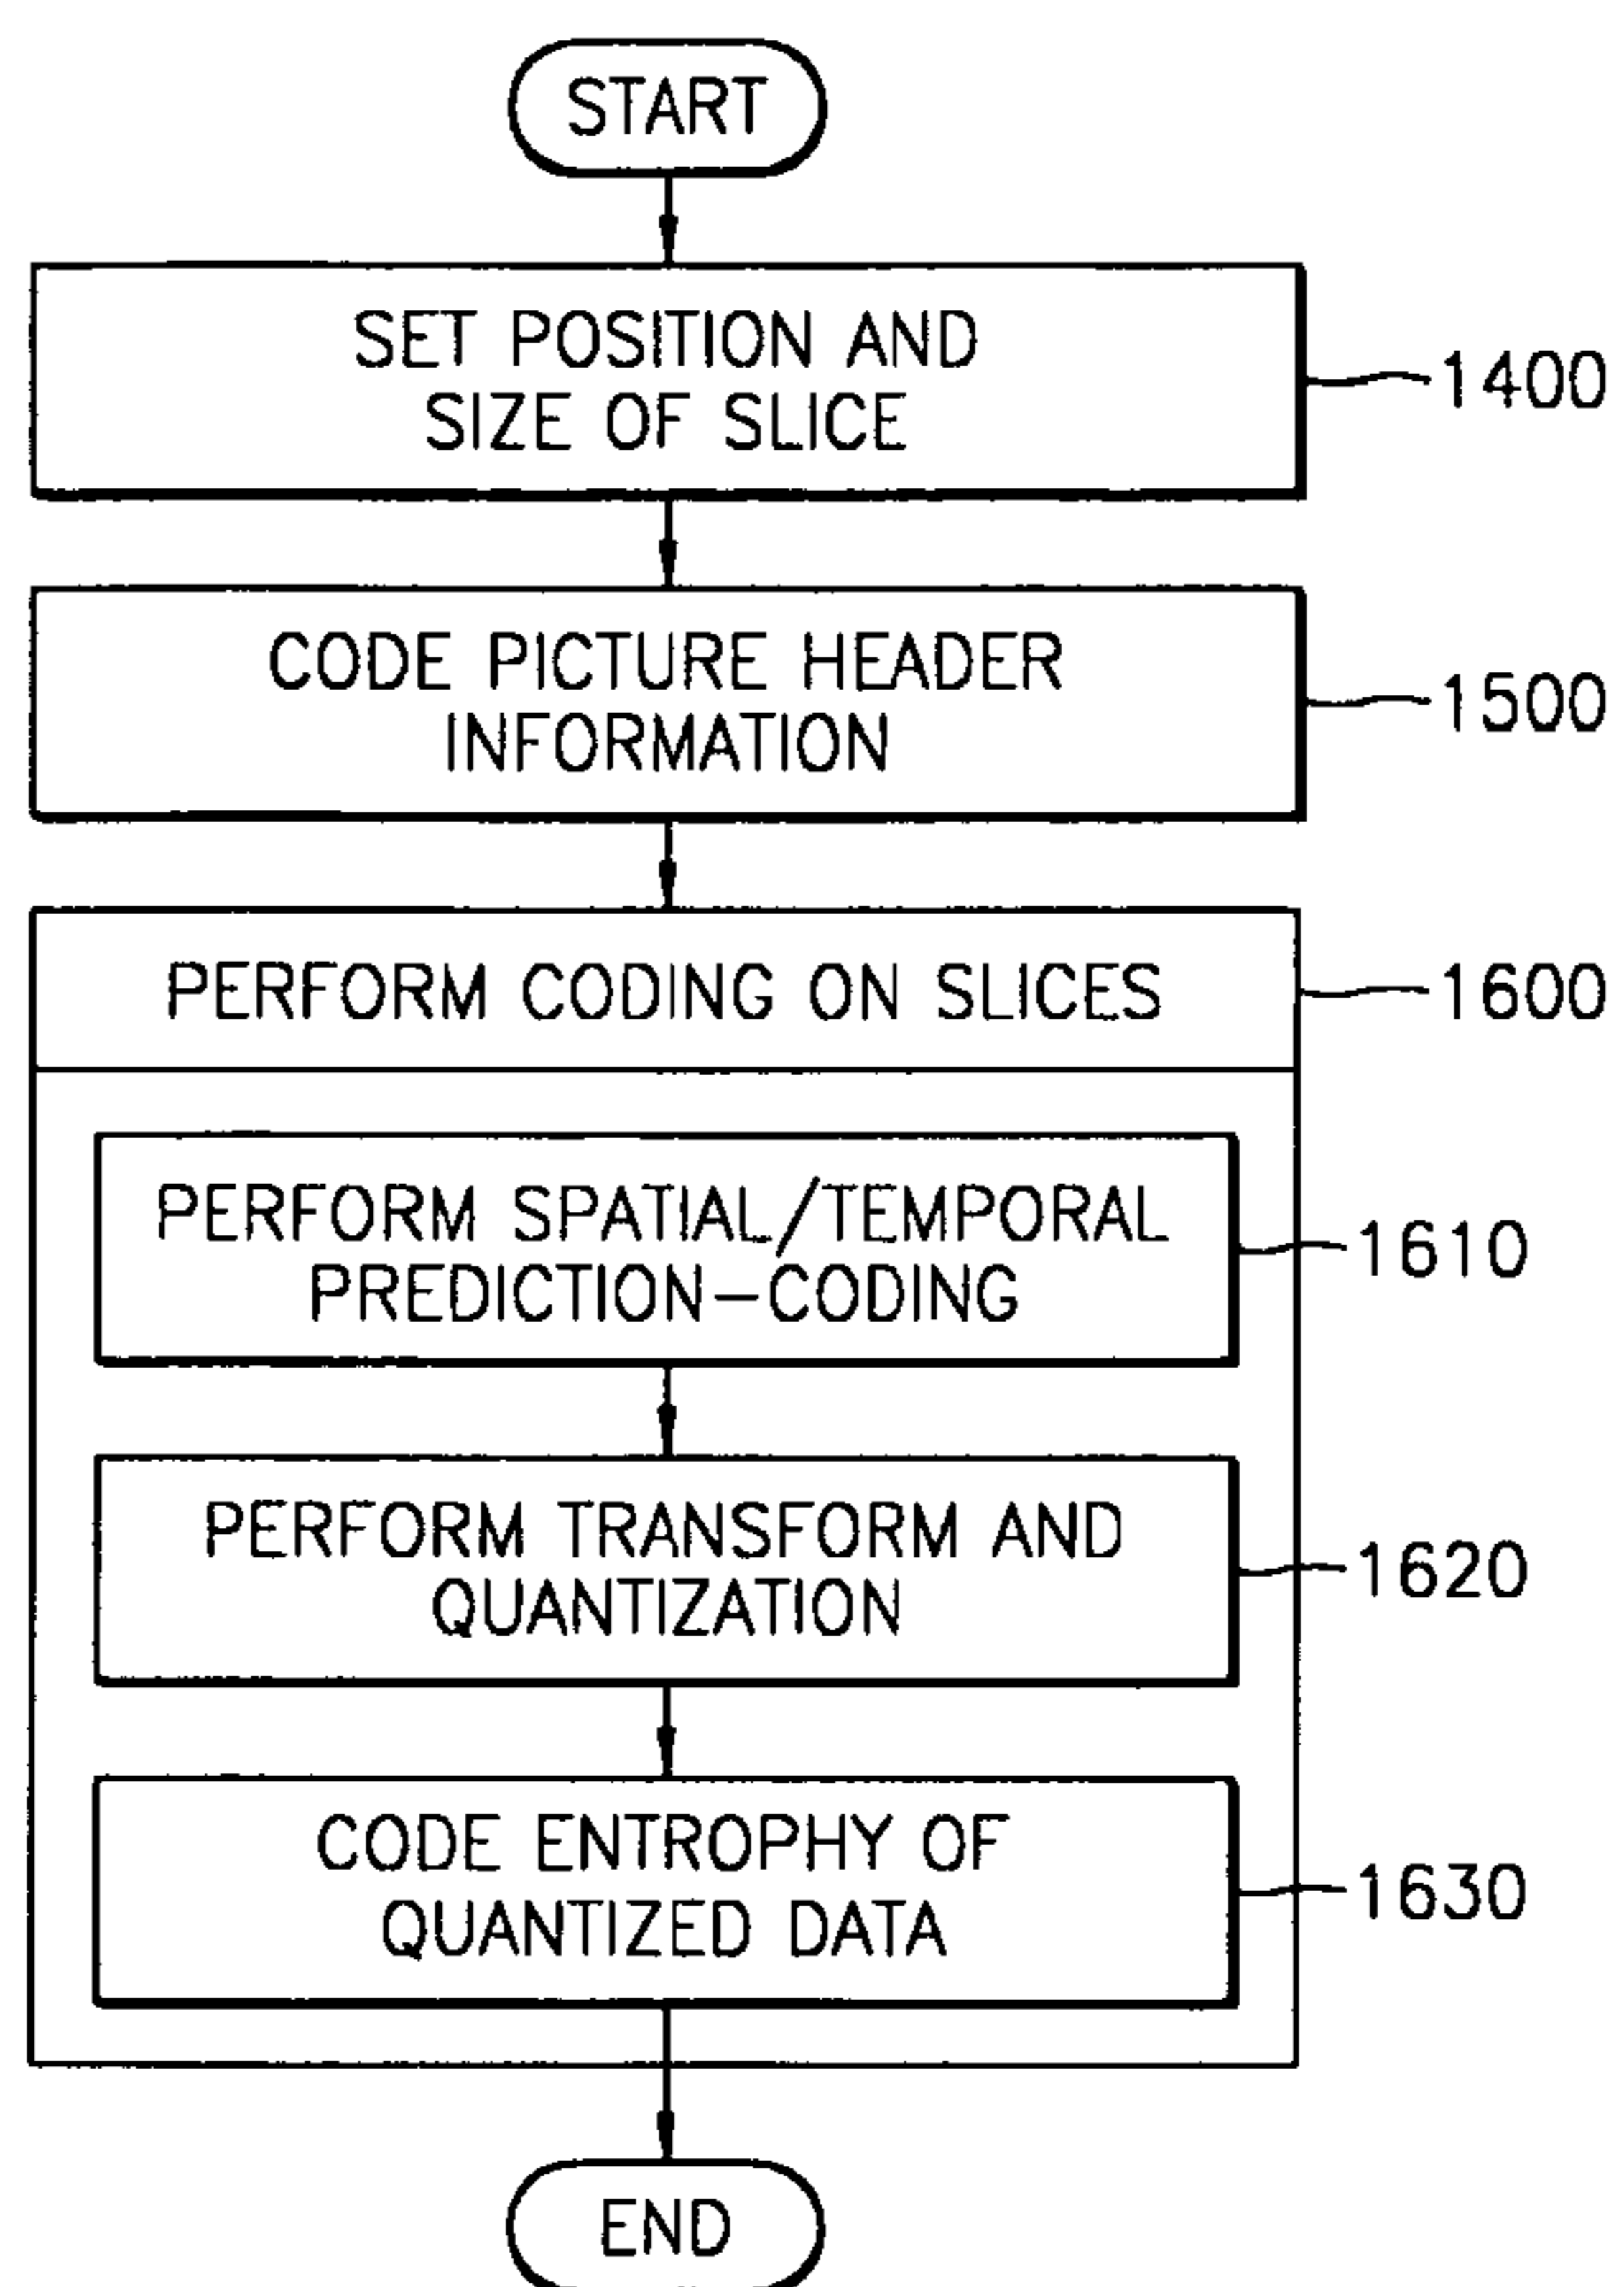 START
SET POSITION AND
SIZE OF SLICE
1400
CODE PICTURE HEADER
INFORMATION
1500
PERFORM CODING ON SLICES
1600
PERFORM SPATIAL/TEMPORAL
PREDICTION-CODING
1610
PERFORM TRANSFORM AND
QUANTIZATION
1620
CODE ENTROPHY OF
QUANTIZED DATA
1630
END